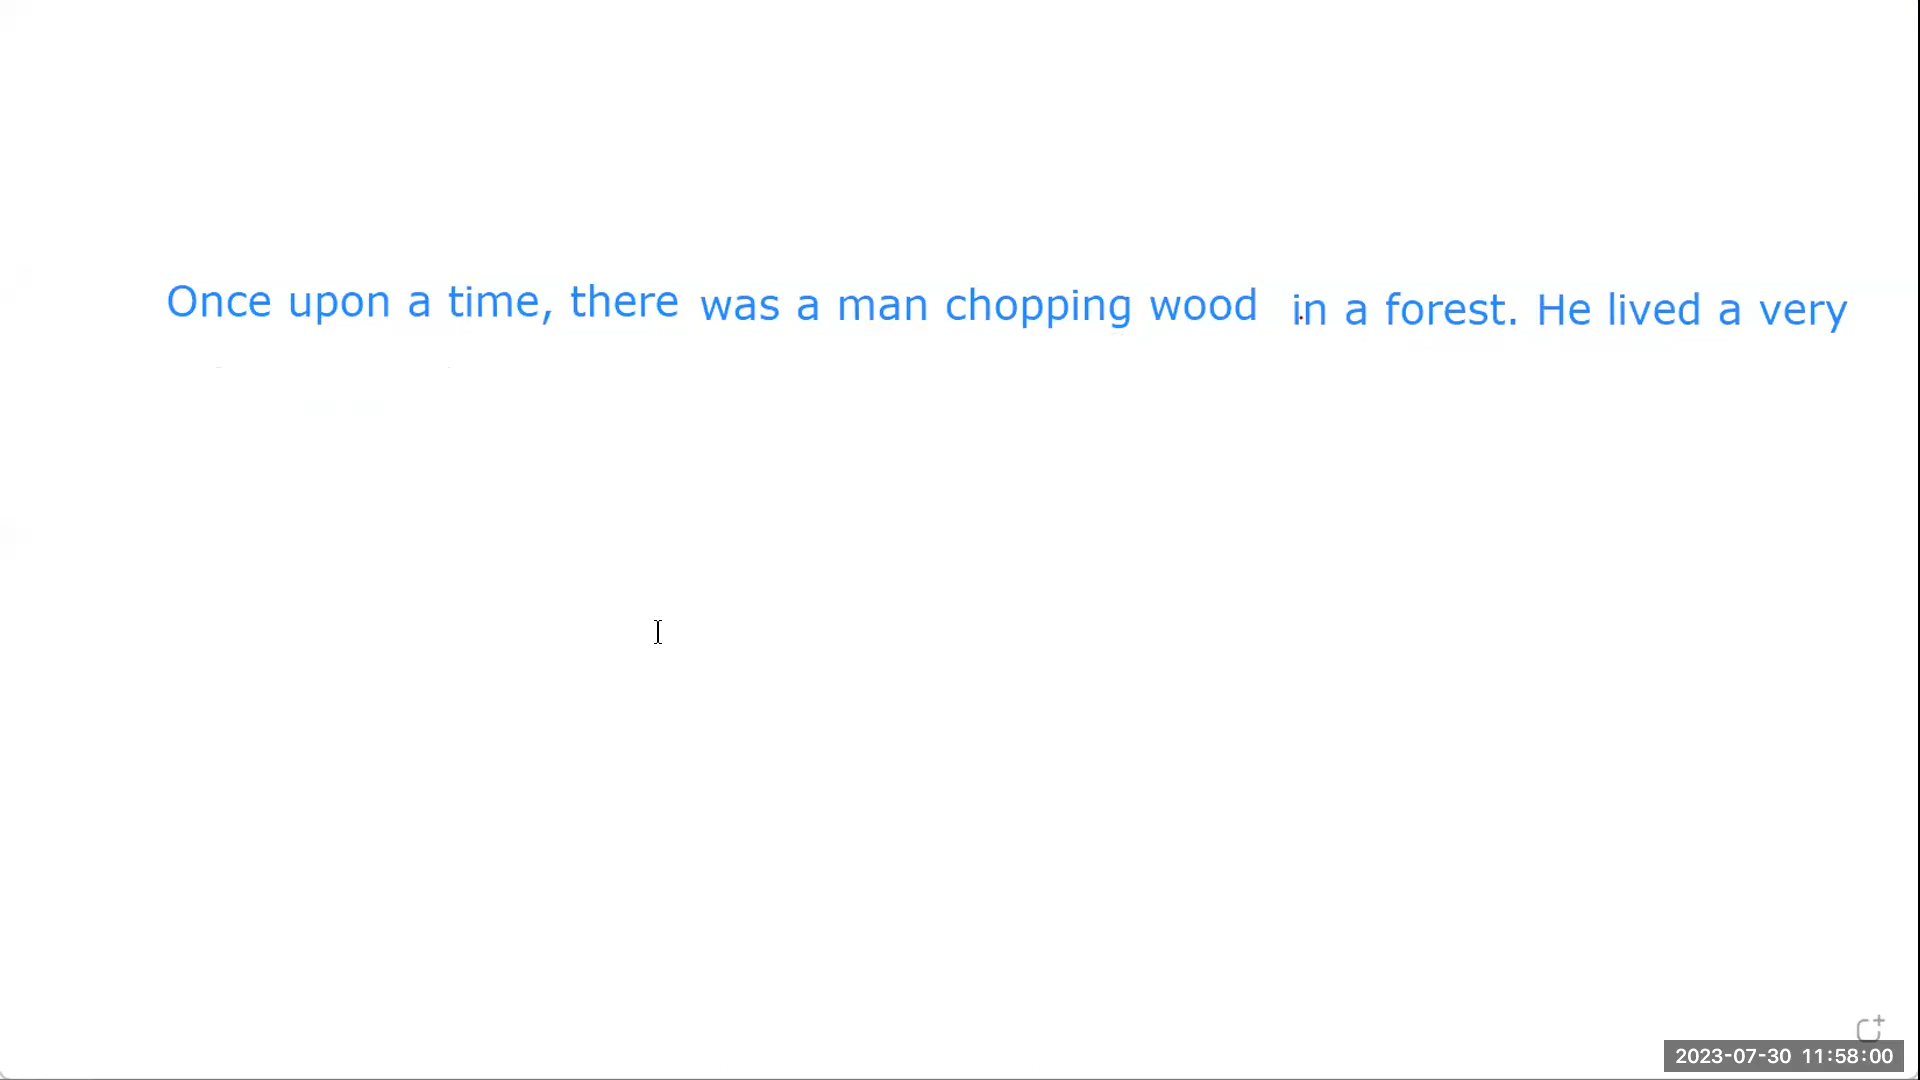 Once upon a time, there was a man chopping wood in a forest. He lived a very
2023-07-30 11:58:00